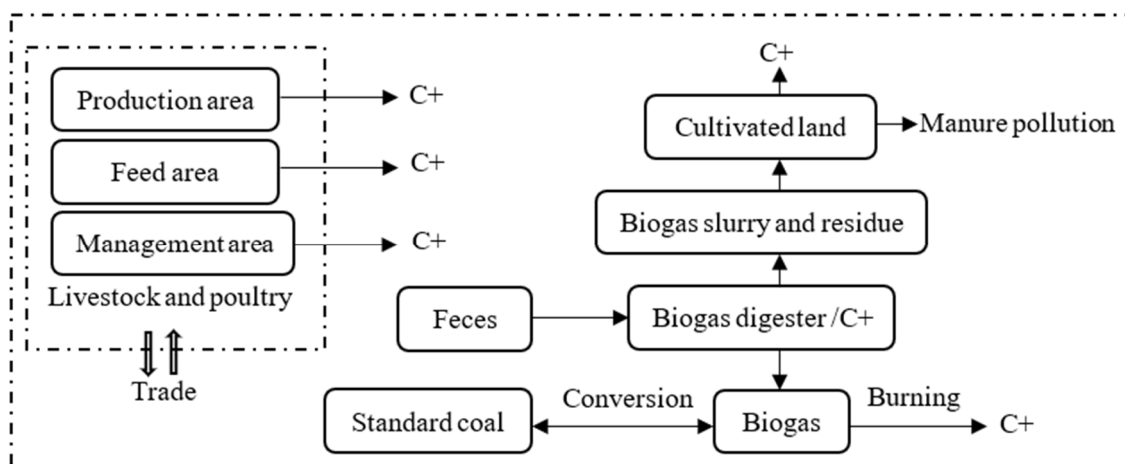 C+
Production area
C+
Cultivated land
Manure pollution
Feed area
C+
Biogas slurry and residue
Management area
C+
Livestock and poultry
Feces
Biogas digester /C+
Trade
Standard coal
Conversion
Biogas
Burning
C+